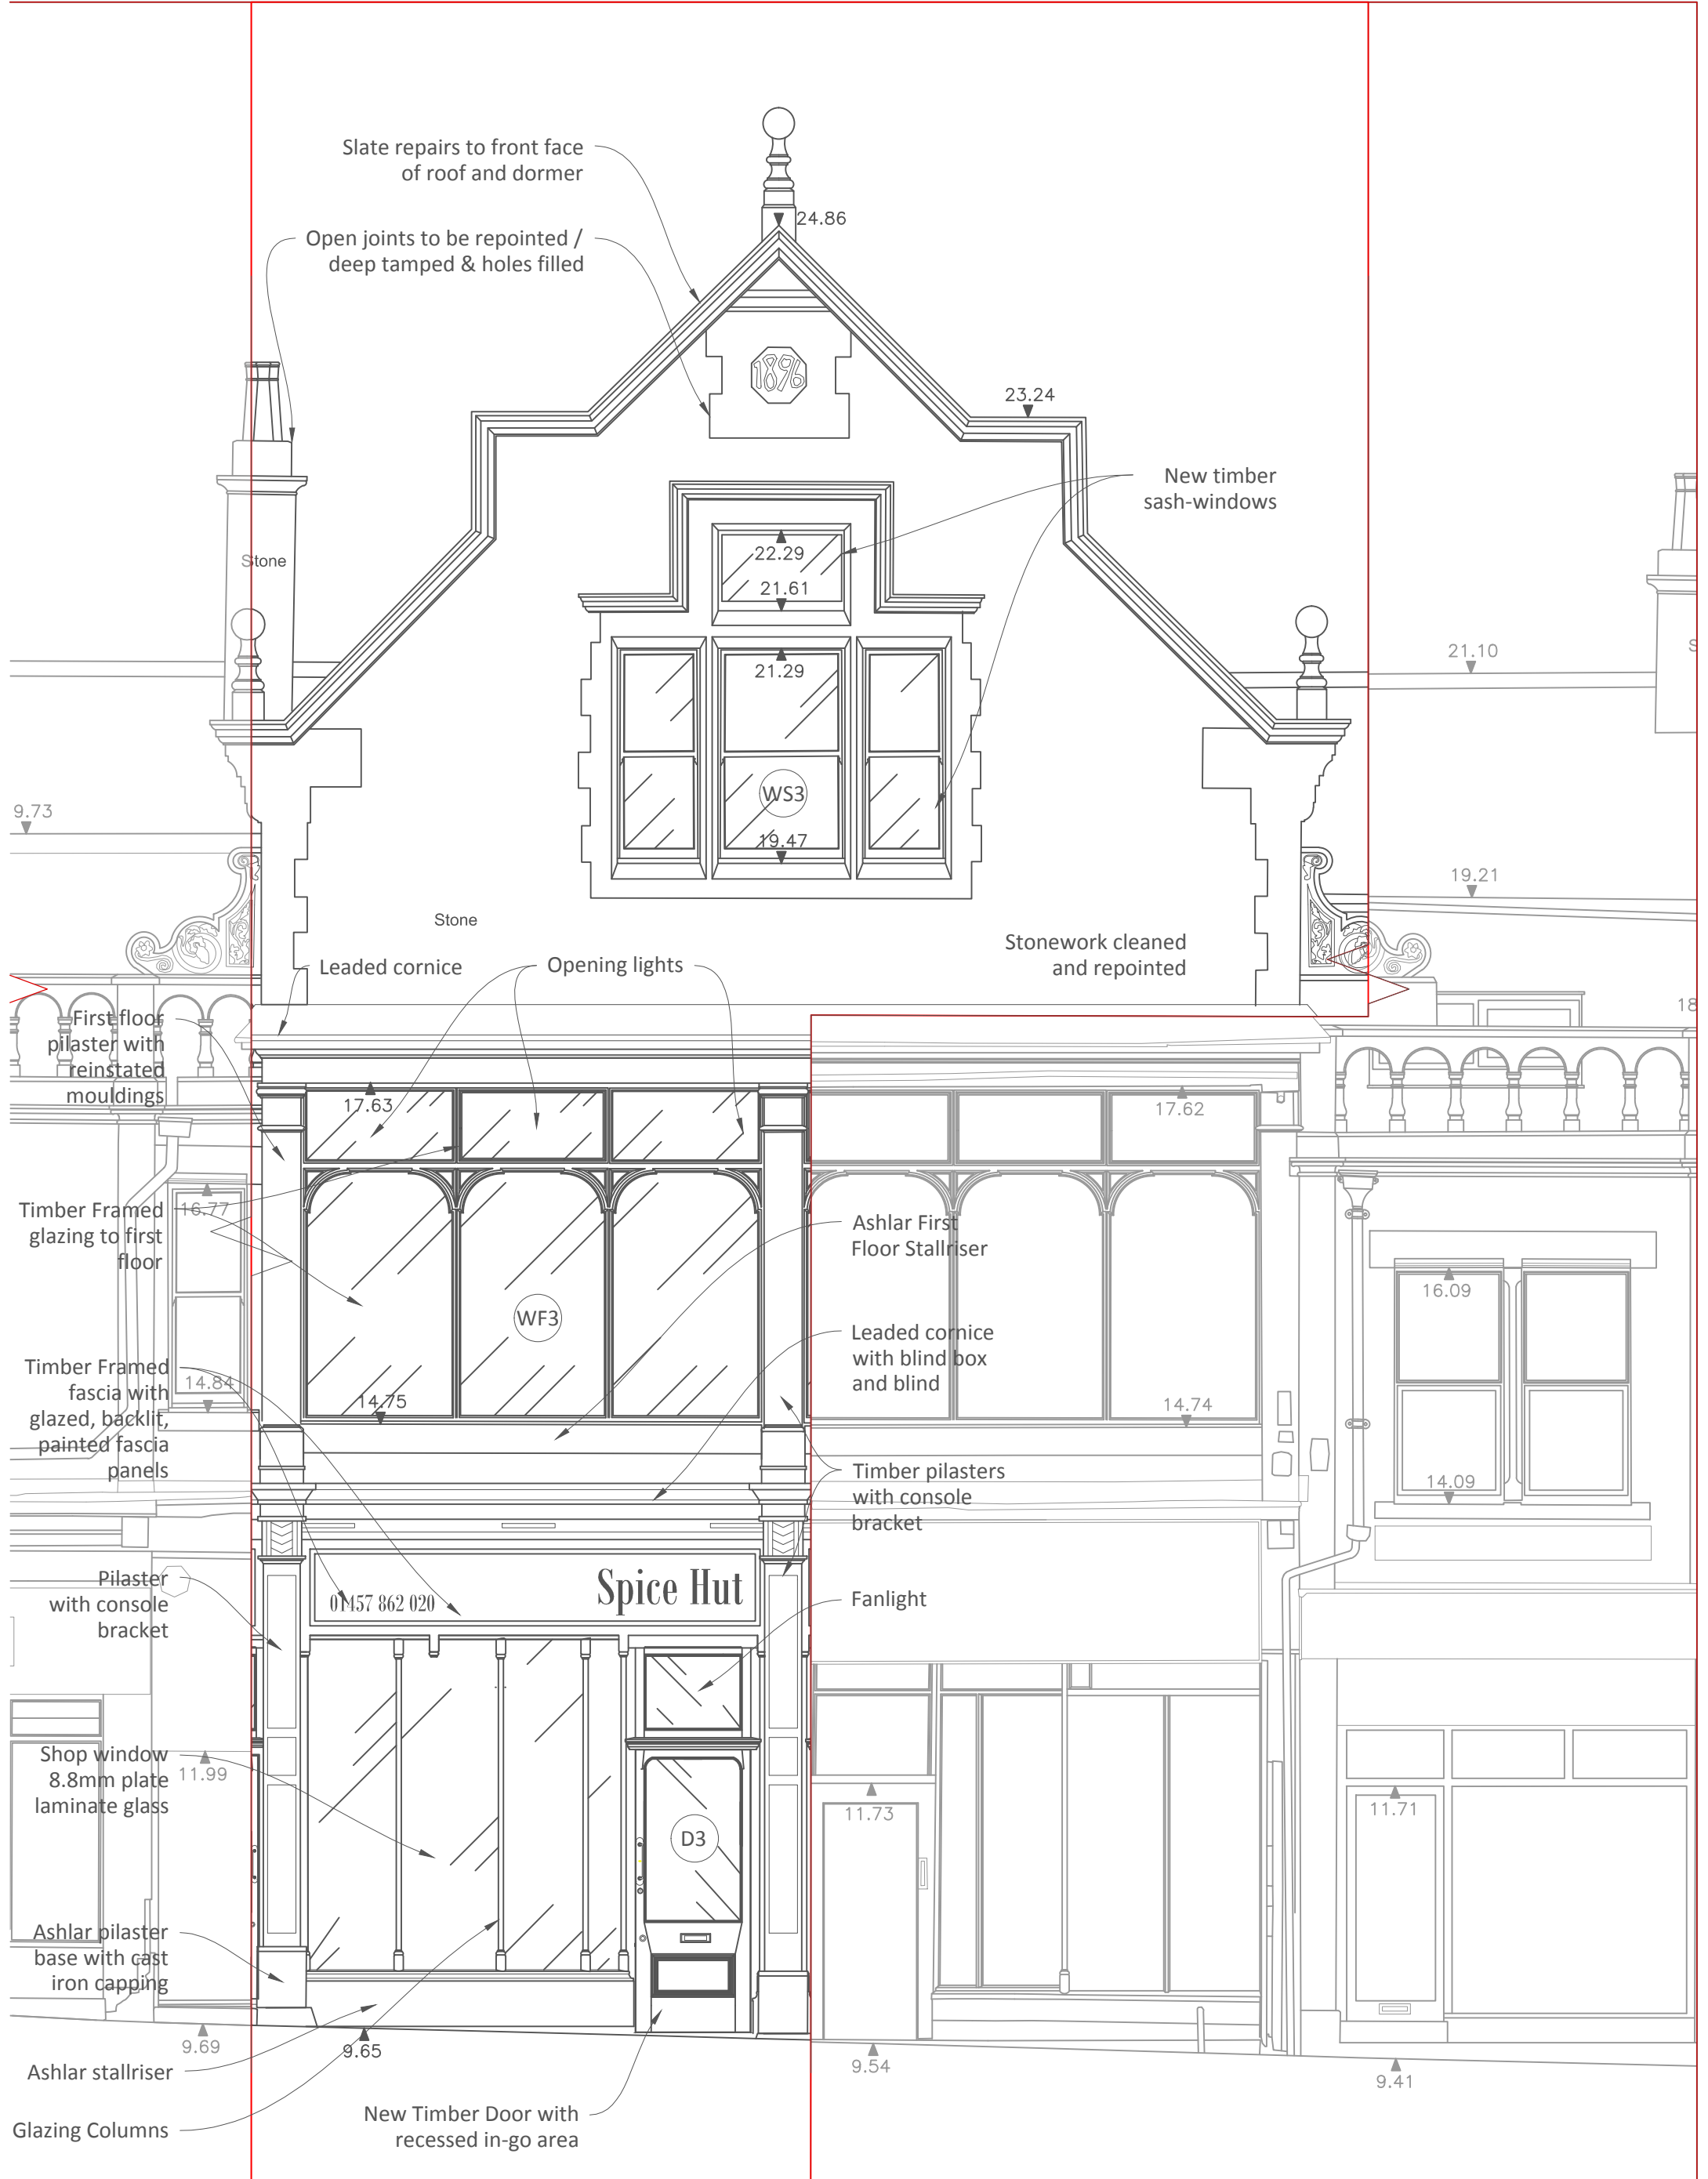 Slate repairs to front face
of roof and dormer
24.86
Open joints to be repointed /
deep tamped & holes filled
1896
23.24
New timber
sash-windows
22.29
Stone
21.61
21.10
S
21.29
WS3
9.73
19.47
19.21
Stone
Stonework cleaned
and repointed
Leaded cornice
Opening lights
18
First floor
pilaster with
reinstated
mouldings
17.63
17.62
Timber Framed
glazing to first
floor
16.77
Ashlar First
Floor Stallriser
16.09
WF3
Leaded cornice
with blind box
and blind
Timber Framed
fascia with
glazed, backlit,
painted fascia
panels
14.84
14.75
14.74
Timber pilasters
with console
bracket
14.09
Pilaster
with console
bracket
01457 862 020
Spice Hut
Fanlight
Shop window
8.8mm plate
laminate glass
11.99
11.73
11.71
D3
Ashlar pilaster
base with cast
iron capping
9.69
9.65
9.54
9.41
Ashlar stallriser
Glazing Columns
New Timber Door with
recessed in-go area